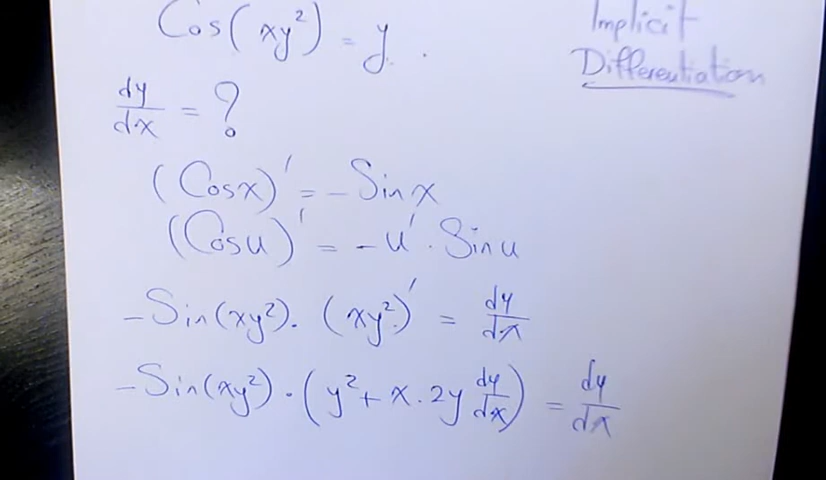 Cos(xy²) = y.
Implicit
Differentiation
dy/dx = ?
(Cosx)' = -Sinx
(Cosu)' = -u'. Sinu
-Sin(xy²). (xy²)' = dy/dx
-Sin(xy²) · (y² + x . 2y dy/dx) = dy/dx